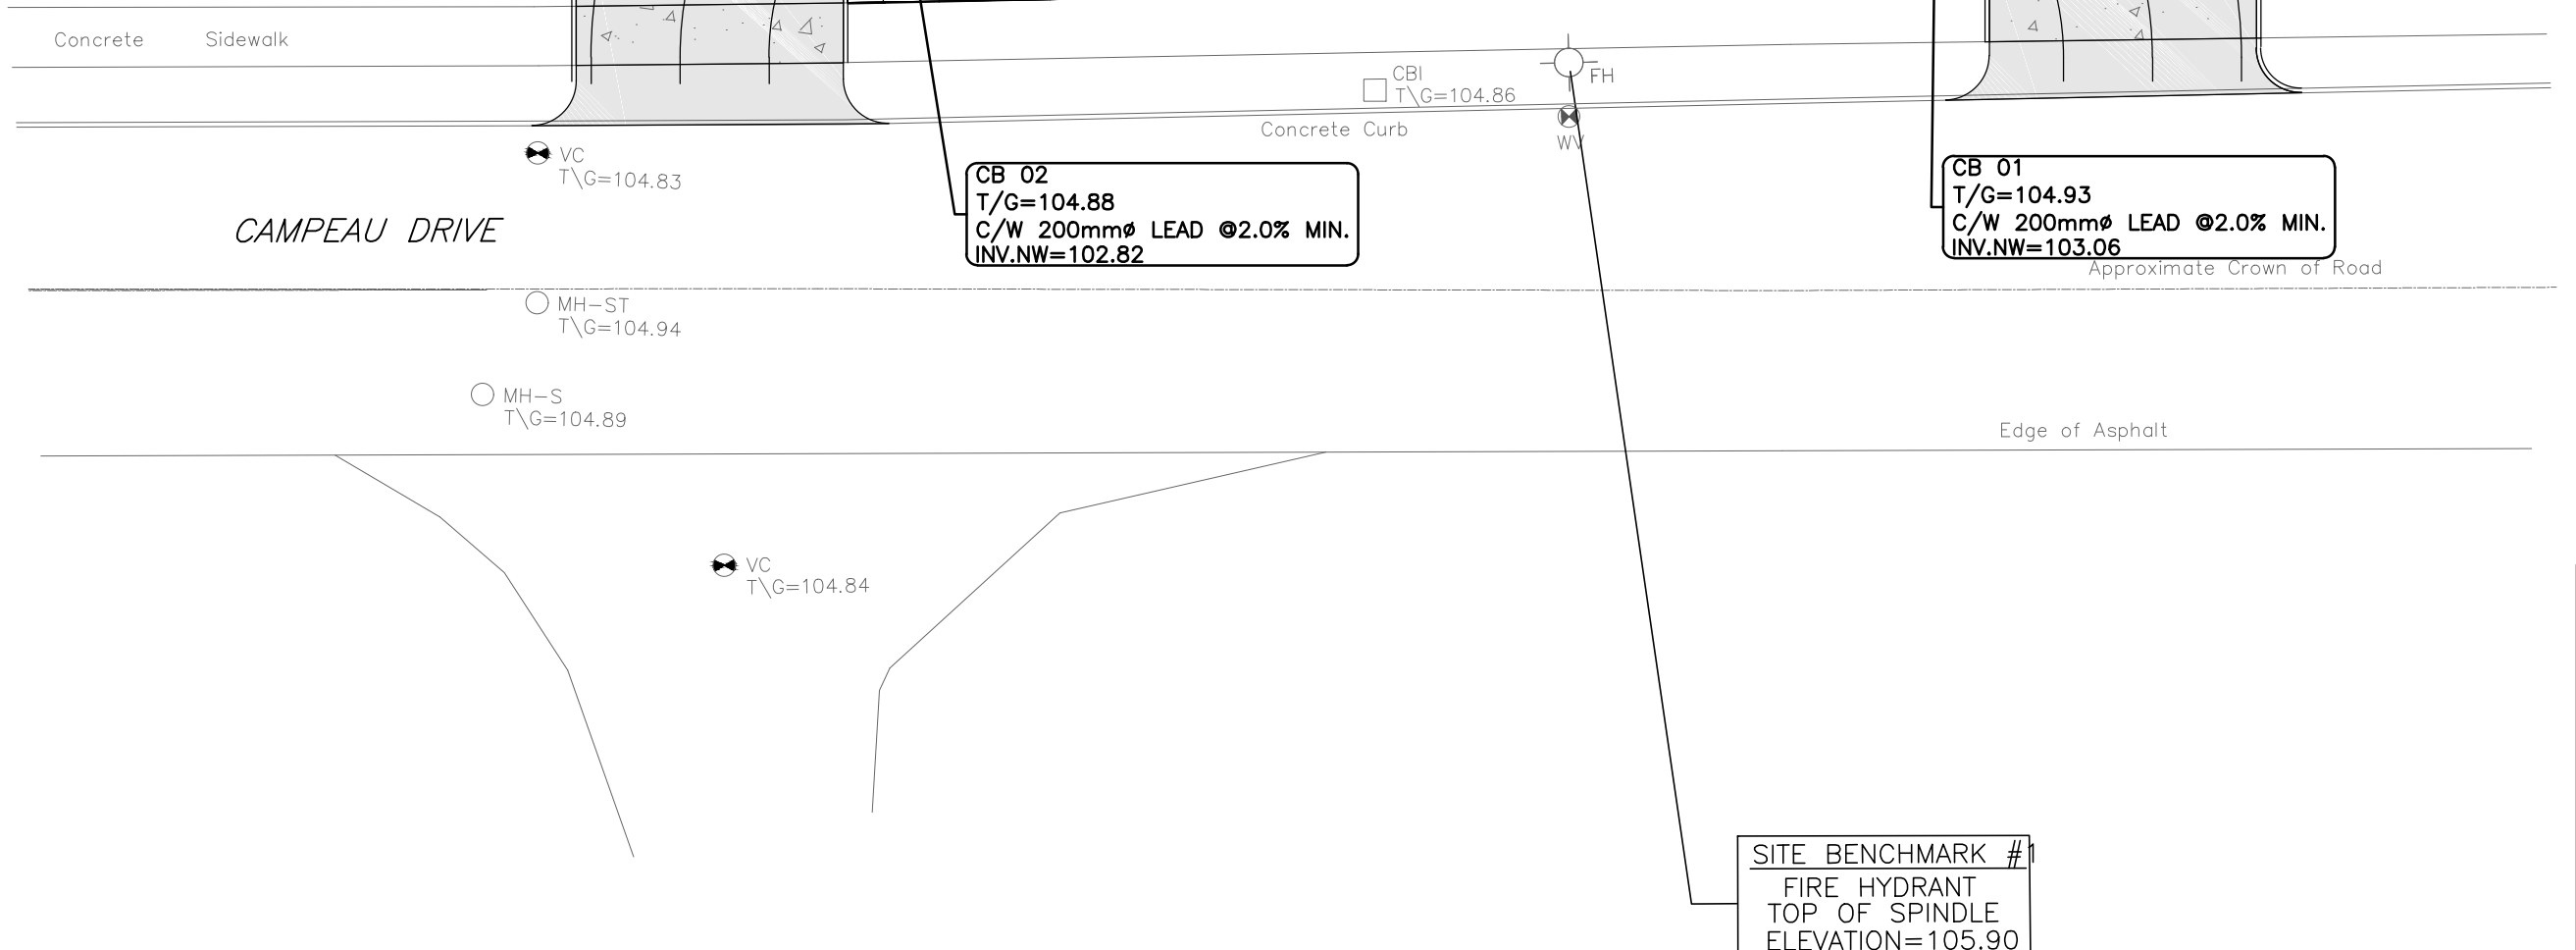 Concrete Sidewalk
CBI
T\G=104.86
FH
Concrete Curb
WV
VC
T\G=104.83
CB 02
T/G=104.88
C/W 200mmø LEAD @2.0% MIN.
INV.NW=102.82
CB 01
T/G=104.93
C/W 200mmø LEAD @2.0% MIN.
INV.NW=103.06
CAMPEAU DRIVE
Approximate Crown of Road
MH-ST
T\G=104.94
MH-S
T\G=104.89
Edge of Asphalt
VC
T\G=104.84
SITE BENCHMARK #1
FIRE HYDRANT
TOP OF SPINDLE
ELEVATION=105.90